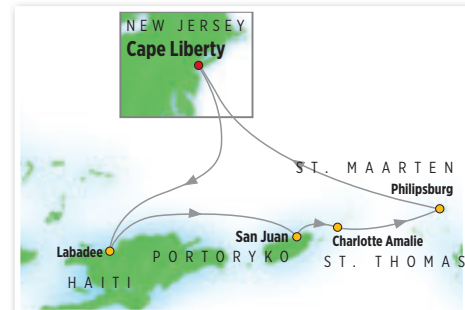 NEW JERSEY
Cape Liberty
ST. MAARTEN
Philipsburg
San Juan
Charlotte Amalie
Labadee
PORTORYKO
ST. THOMAS
HAITI